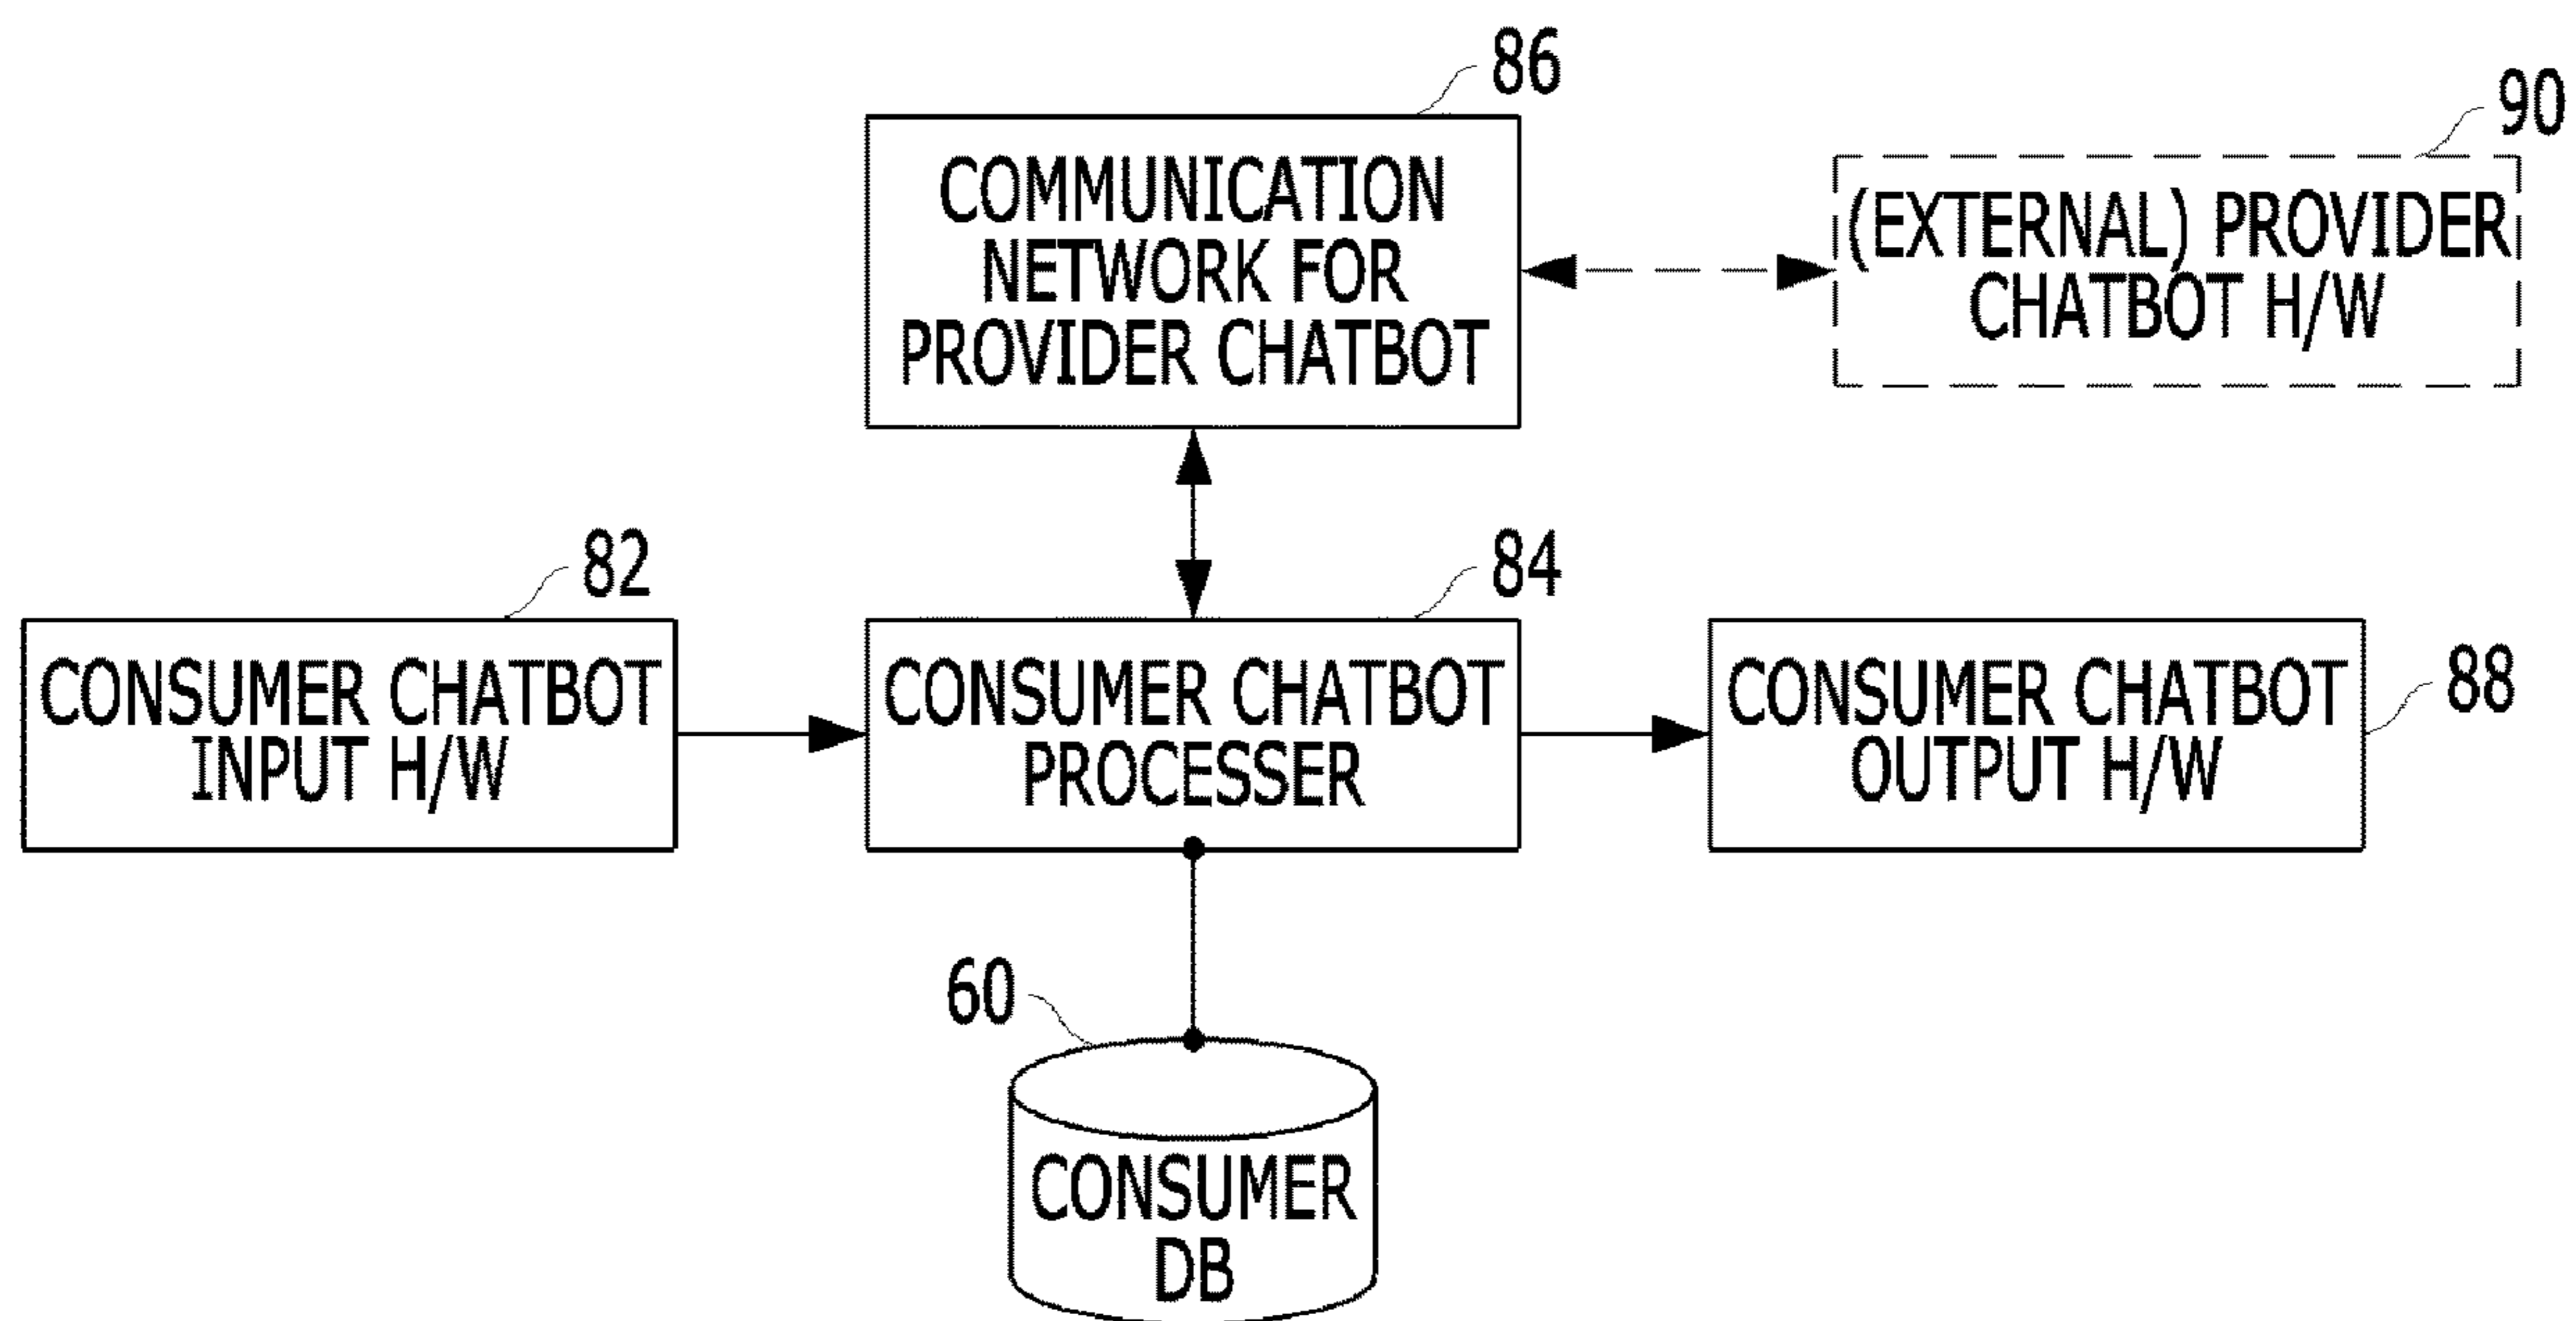 86
COMMUNICATION
NETWORK FOR
PROVIDER CHATBOT
90
(EXTERNAL) PROVIDER
CHATBOT H/W
82
CONSUMER CHATBOT
INPUT H/W
84
CONSUMER CHATBOT
PROCESSER
88
CONSUMER CHATBOT
OUTPUT H/W
60
CONSUMER
DB